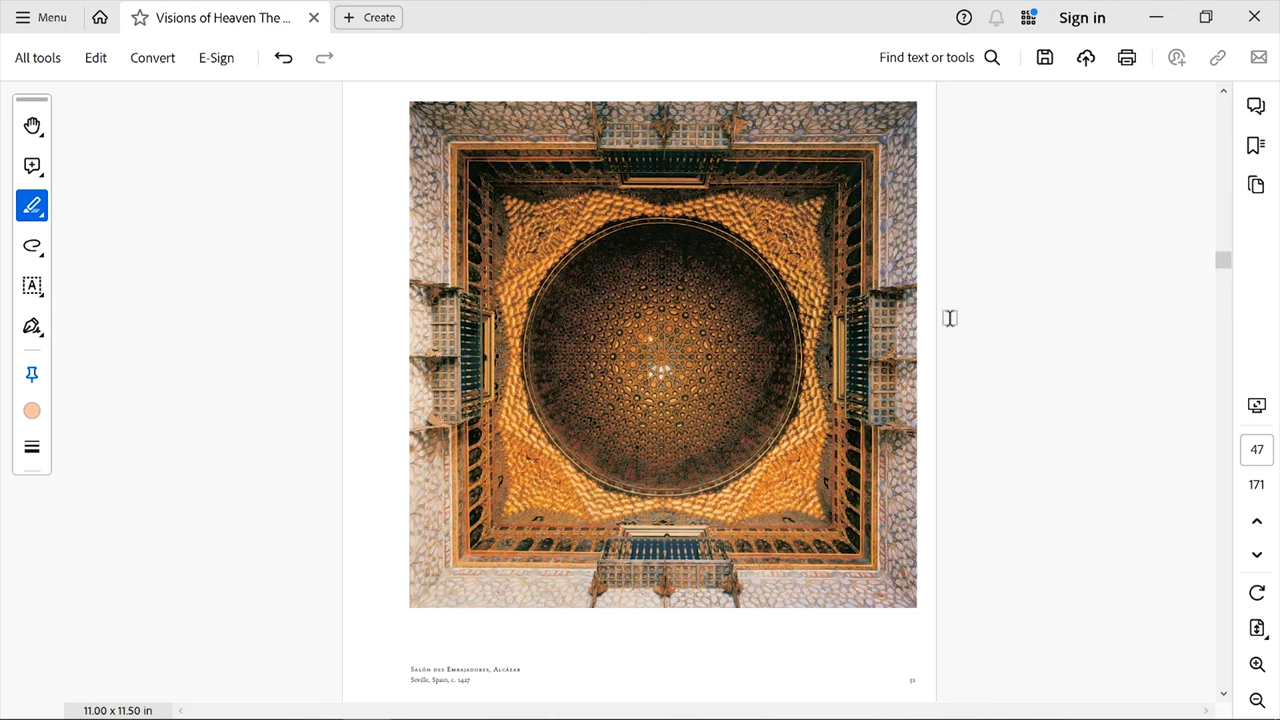 Menu
Visions of Heaven The ...
Create
Sign in
All tools
Edit
Convert
E-Sign
Find text or tools
47
171
Salón des Embajadores, Alcázar
Seville, Spain, c. 1427
51
11.00 x 11.50 in